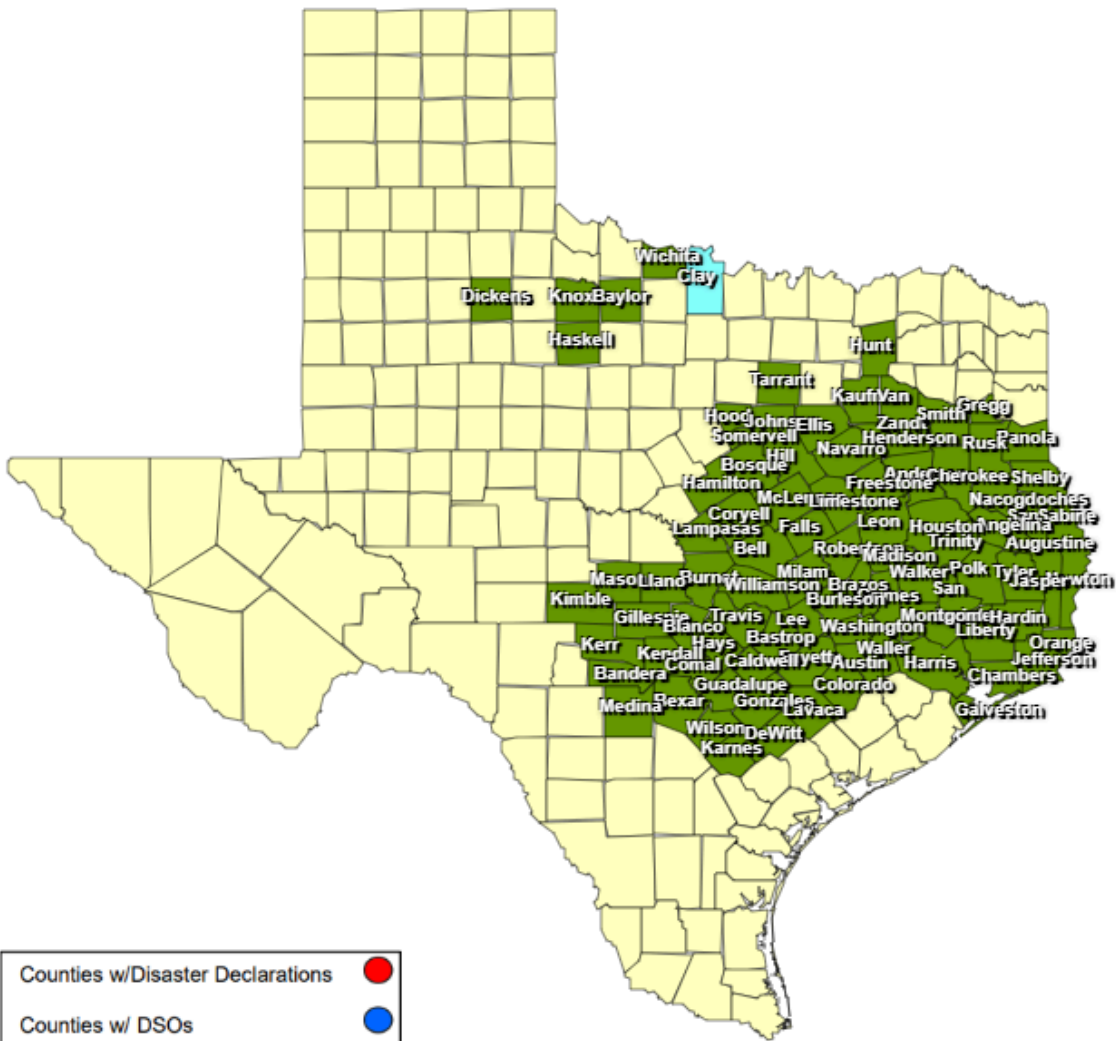 Wichita
Clay
Dickens
Knox
Baylor
Haskell
Hunt
Tarrant
Van
Gregg
Smith
Hood
Ellis
Somervell
Henderson
Rusk
Panola
Navarro
Hill
Bosque
Cherokee
Shelby
Hamilton
Freestone
Limestone
Nacogdoches
Coryell
Sabine
Lampasas
Falls
Leon
Houston
Angelina
Trinity
Augustine
Bell
Madison
Llano
Milam
Walker
Polk
Tyler
Jasper
Williamson
Brazos
San
Kimble
Burleson
Travis
Lee
Hardin
Blanco
Washington
Liberty
Bastrop
Kerr
Hays
Orange
Kendall
Waller
Comal
Caldwell
Austin
Harris
Jefferson
Bandera
Chambers
Guadalupe
Colorado
Medina
Gonzales
Lavaca
Galveston
Wilson
DeWitt
Karnes
Counties w/Disaster Declarations
Counties w/ DSOs